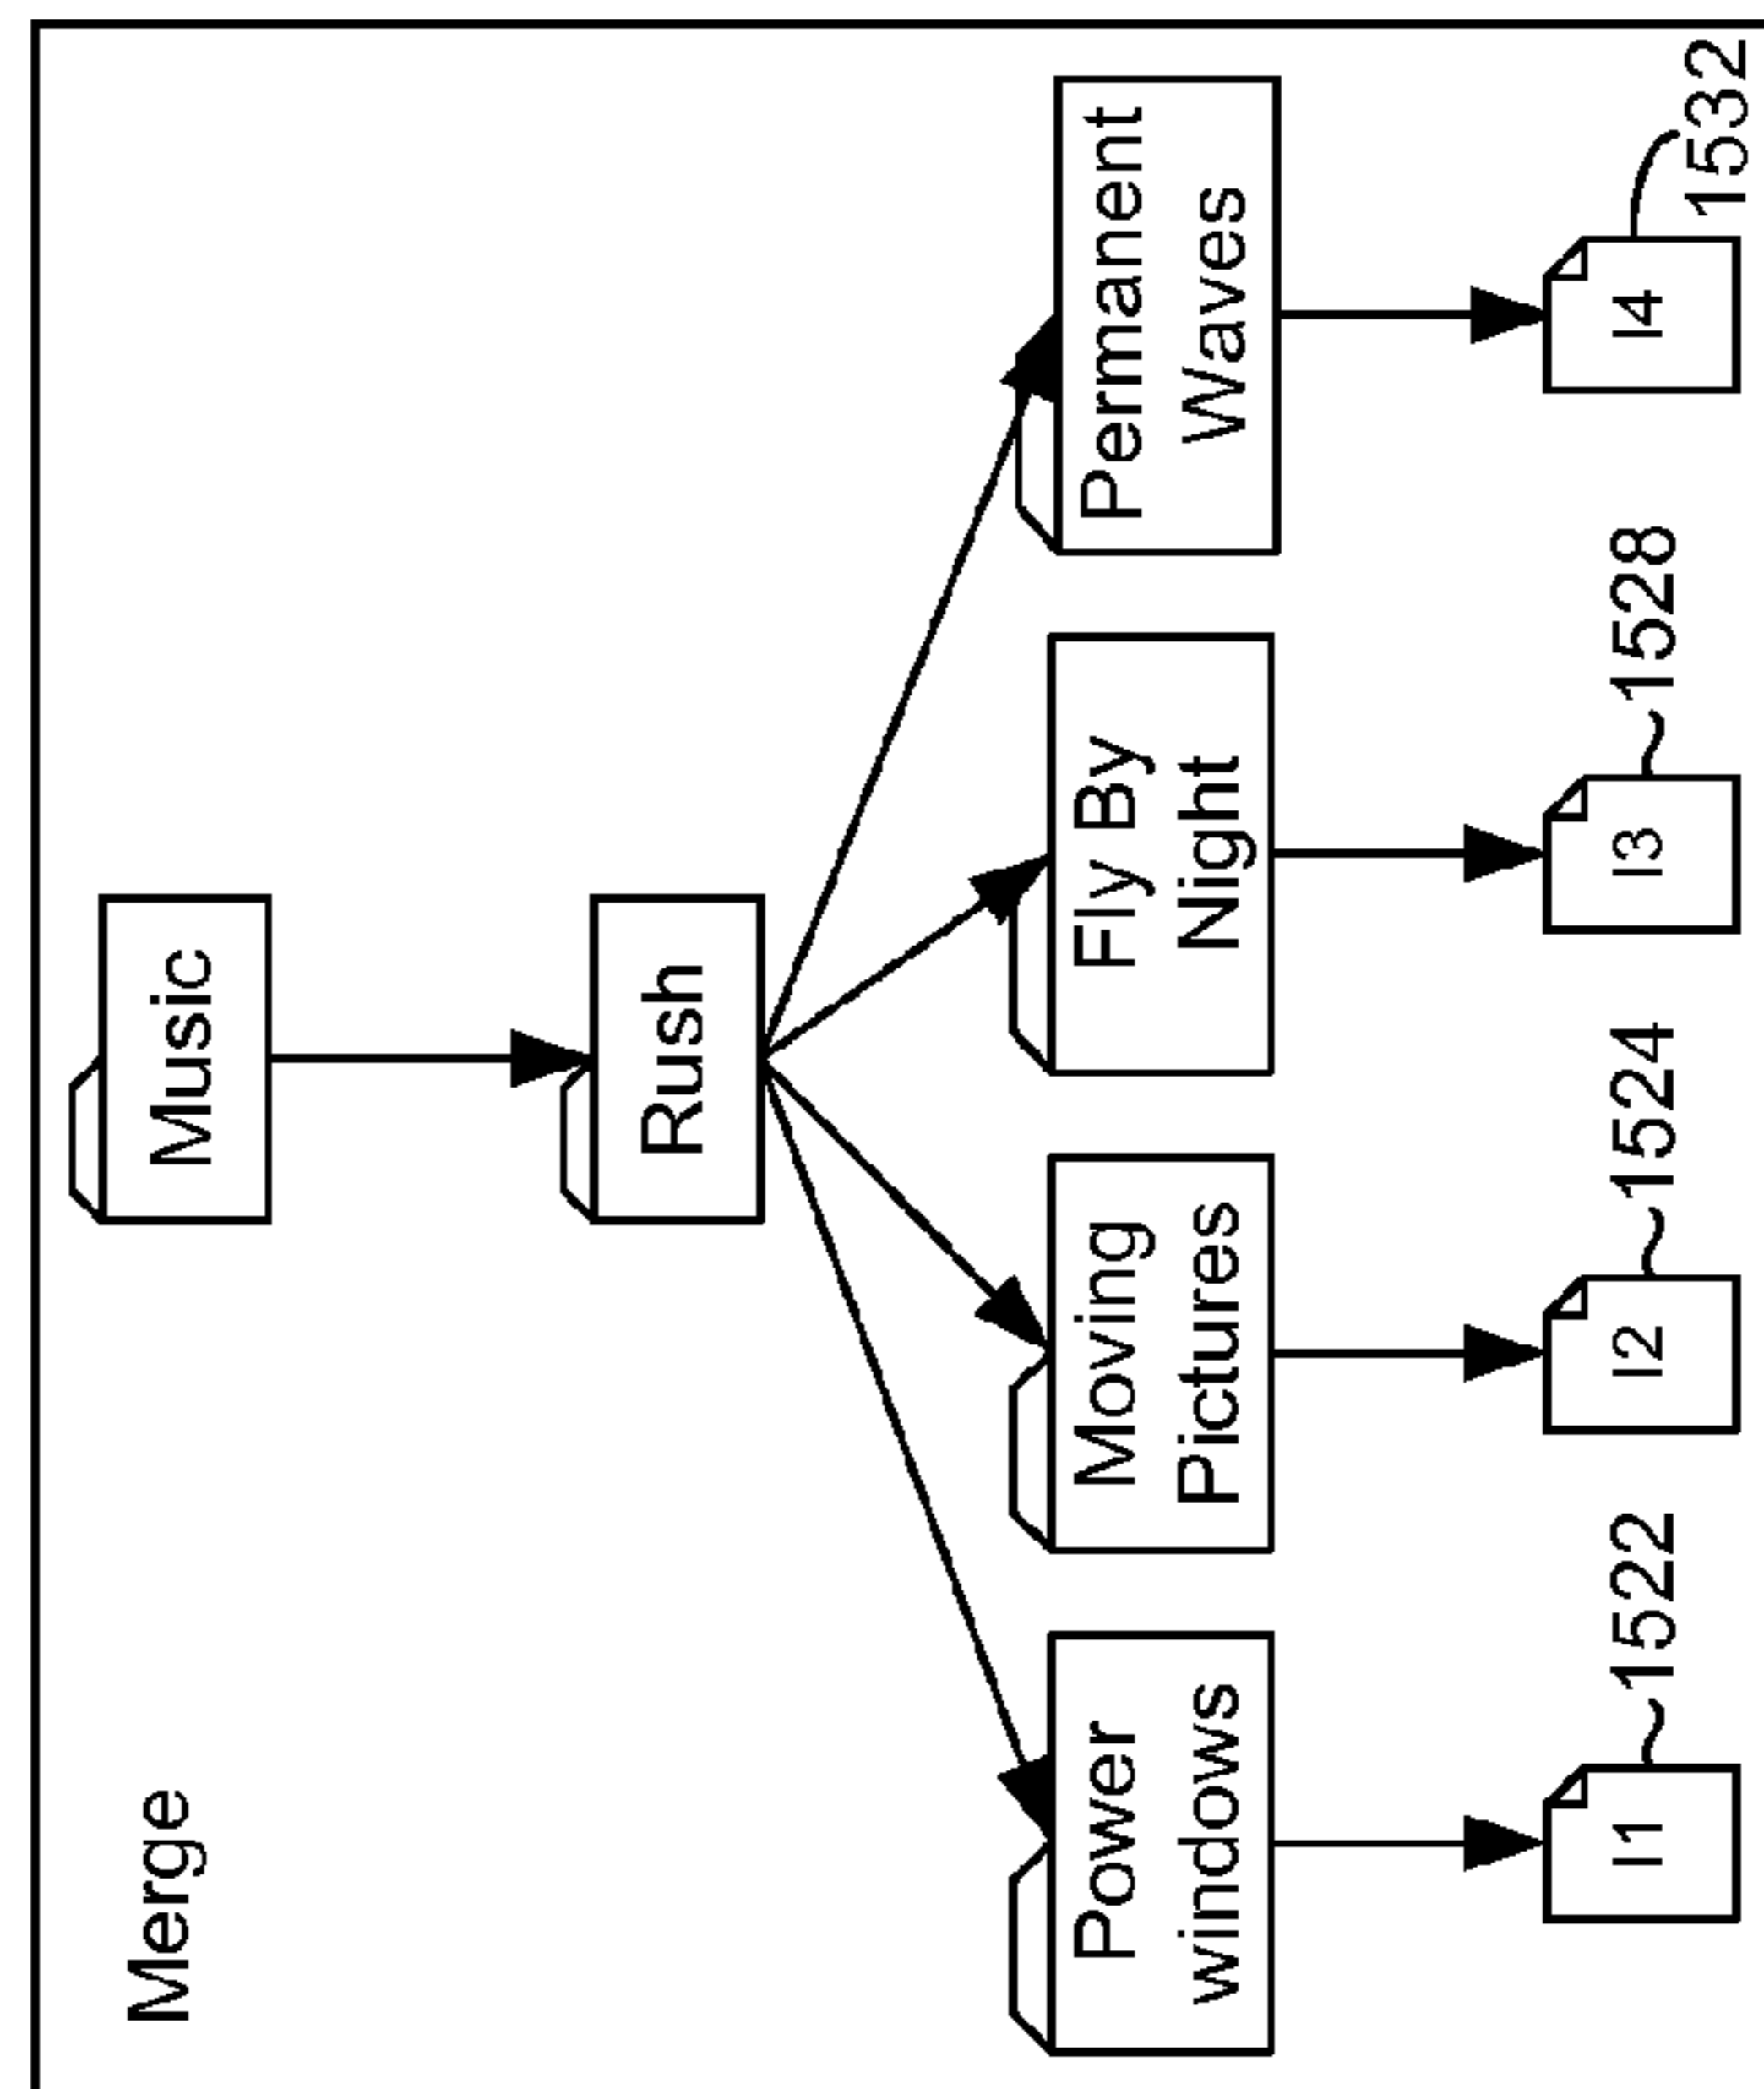 Merge
Music
Rush
Power
windows
Moving
Pictures
Fly By
Night
Permanent
Waves
I1
1522
I2
1524
I3
1528
I4
1532